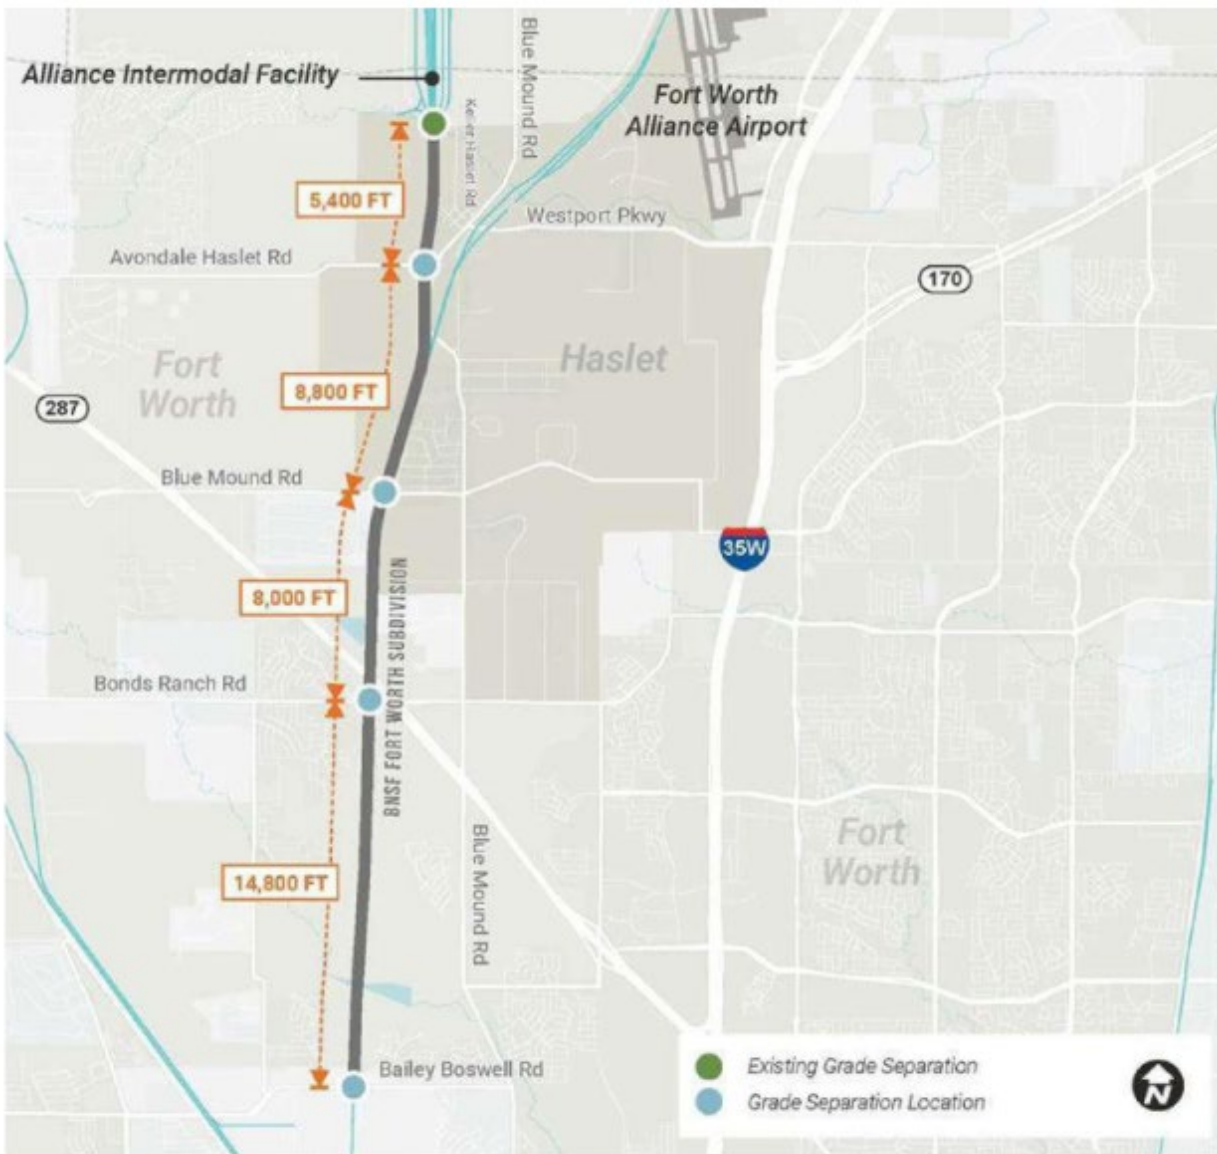 Blue Mound Rd
Alliance Intermodal Facility
Fort Worth
Alliance Airport
Keller Haslet Rd
5,400 FT
Westport Pkwy
Avondale Haslet Rd
170
Fort
Worth
Haslet
8,800 FT
287
Blue Mound Rd
35W
8,000 FT
BNSF FORT WORTH SUBDIVISION
Bonds Ranch Rd
Fort
Worth
Blue Mound Rd
14,800 FT
Bailey Boswell Rd
Existing Grade Separation
Grade Separation Location
N